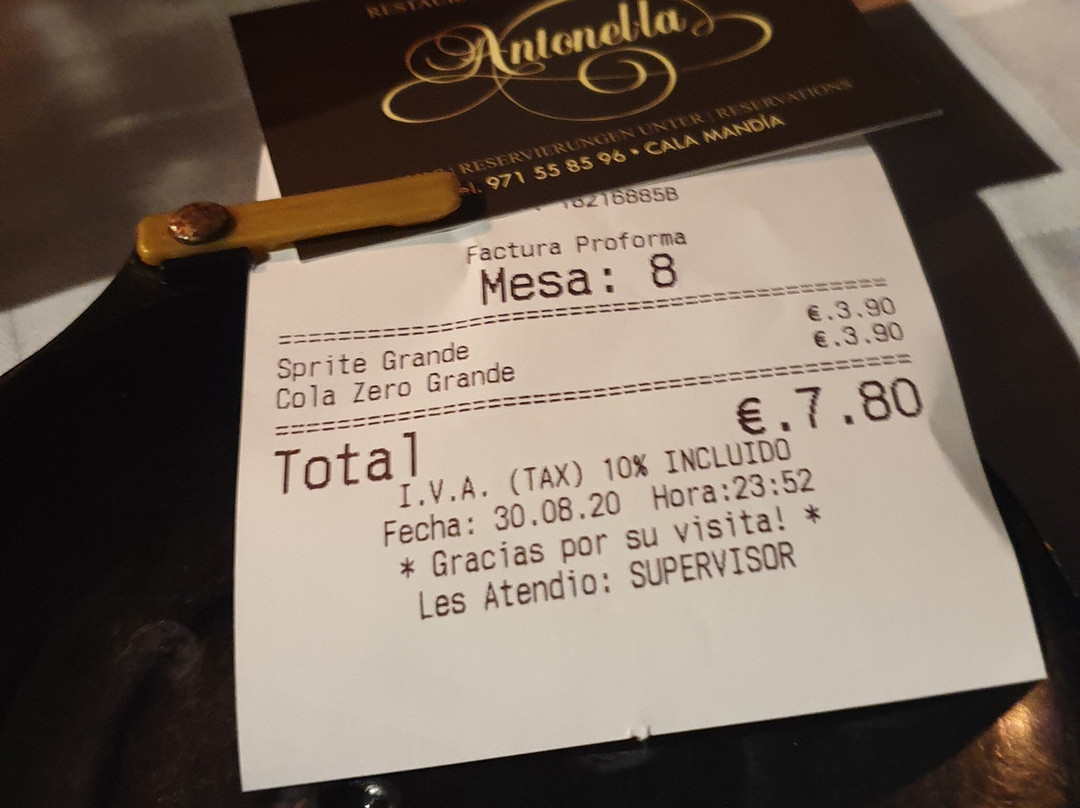 Antonella
RESERVIERUNGEN UNTER | RESERVATIONS
971 55 85 96 • CALA MANDÍA
18216885B
Factura Proforma
Mesa: 8
========================================
Sprite Grande €.3.90
Cola Zero Grande €.3.90
========================================
Total €.7.80
I.V.A. (TAX) 10% INCLUIDO
Fecha: 30.08.20 Hora:23:52
* Gracias por su visita! *
Les Atendio: SUPERVISOR